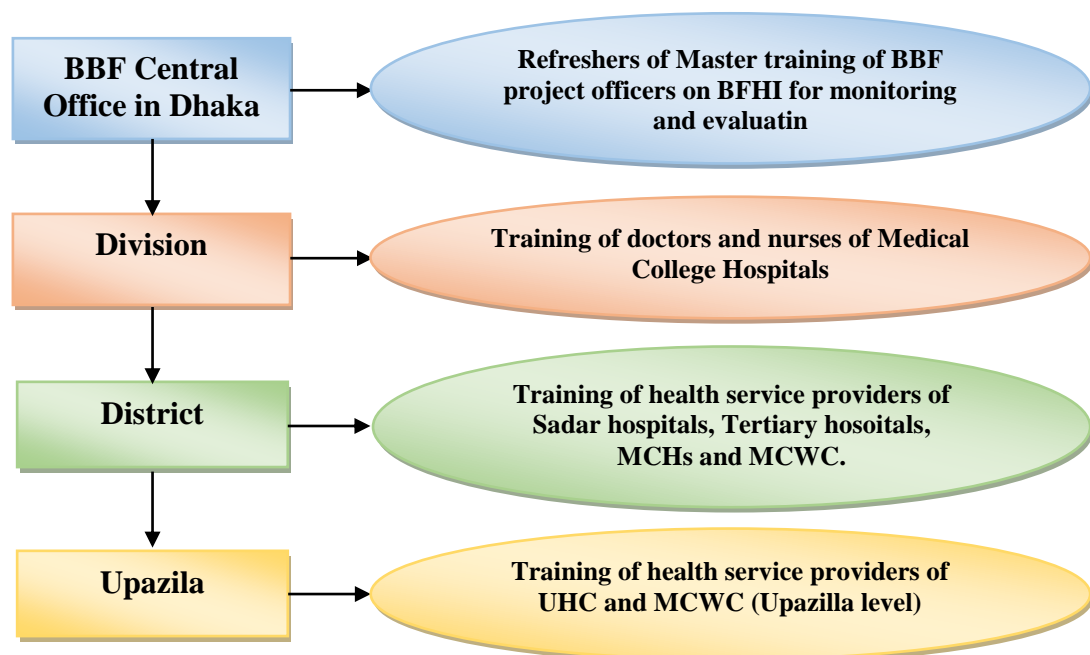 BBF Central
Office in Dhaka
Refreshers of Master training of BBF
project officers on BFHI for monitoring
and evaluatin
Division
Training of doctors and nurses of Medical
College Hospitals
District
Training of health service providers of
Sadar hospitals, Tertiary hosoitals,
MCHs and MCWC.
Upazila
Training of health service providers of
UHC and MCWC (Upazilla level)